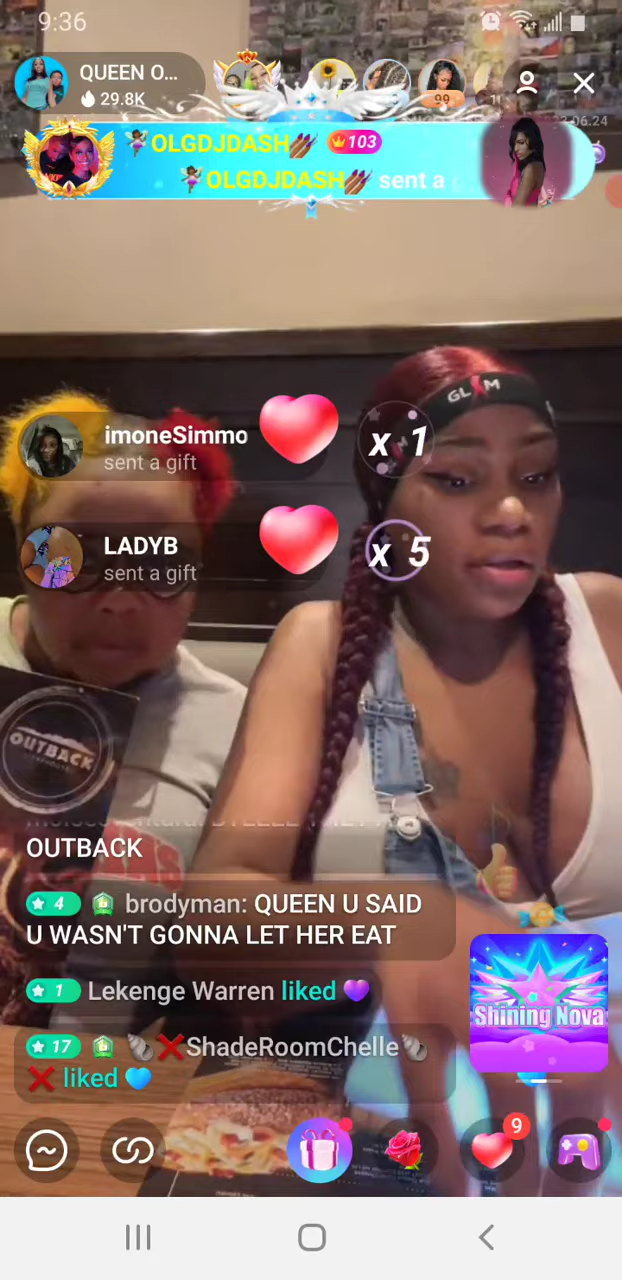 9:36
QUEEN O...
29.8K
99
OLGDJDASH 103
OLGDJDASH sent a
GLAM
imoneSimmo
sent a gift
x 1
LADYB
sent a gift
x 5
OUTBACK
OUTBACK
4 brodyman: QUEEN U SAID
U WASN'T GONNA LET HER EAT
1 Lekenge Warren liked
Shining Nova
17 ShadeRoomChelle
liked
9